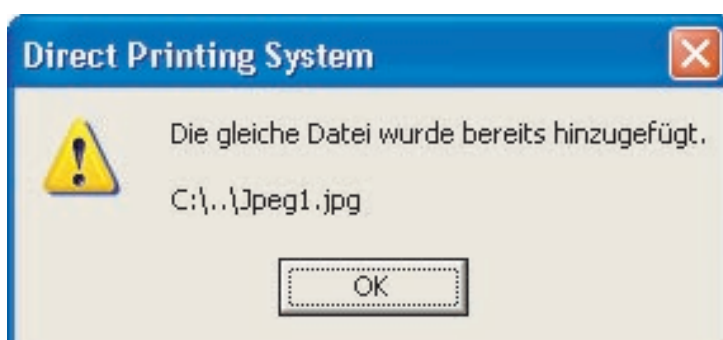 Direct Printing System
Die gleiche Datei wurde bereits hinzugefügt.
C:\..\Jpeg1.jpg
OK